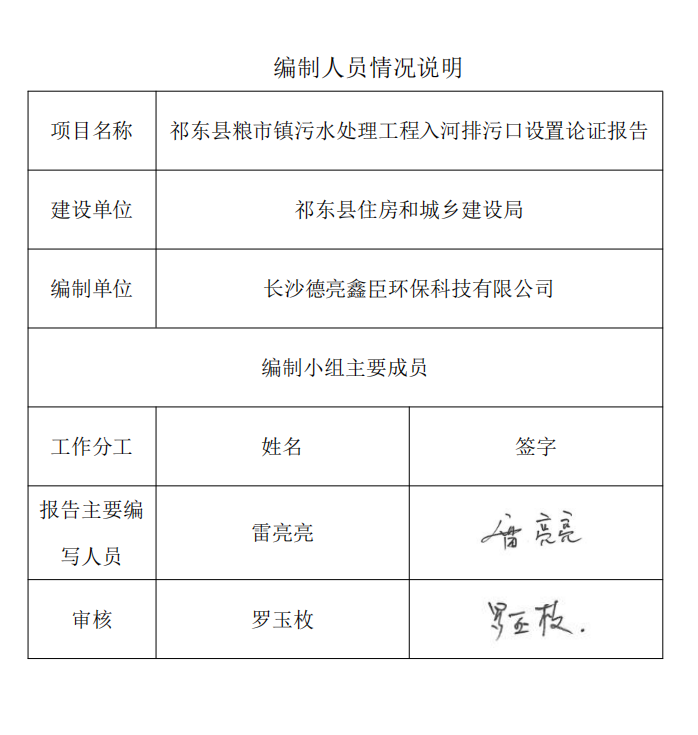 编制人员情况说明
项目名称 祁东县粮市镇污水处理工程入河排污口设置论证报告
建设单位 祁东县住房和城乡建设局
编制单位 长沙德亮鑫臣环保科技有限公司
编制小组主要成员
工作分工 姓名 签字
报告主要编
写人员 雷亮亮 雷亮亮
审核 罗玉枚 罗玉枚.